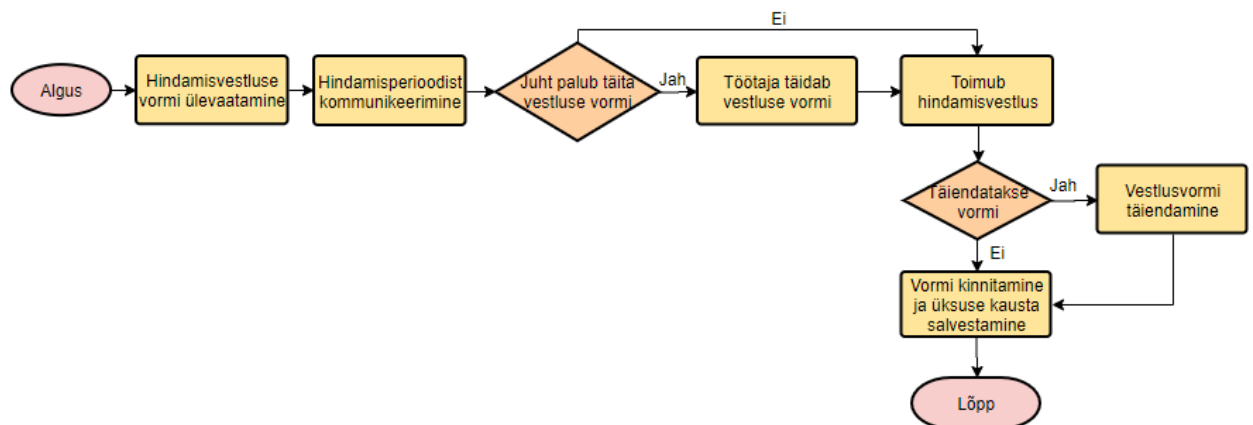 Ei
Algus
Hindamisvestluse
vormi ülevaatamine
Hindamisperioodist
kommunikeerimine
Juht palub täita
vestluse vormi
Jah
Töötaja täidab
vestluse vormi
Toimub
hindamisvestlus
Täiendatakse
vormi
Jah
Vestlusvormi
täiendamine
Ei
Vormi kinnitamine
ja üksuse kausta
salvestamine
Lõpp